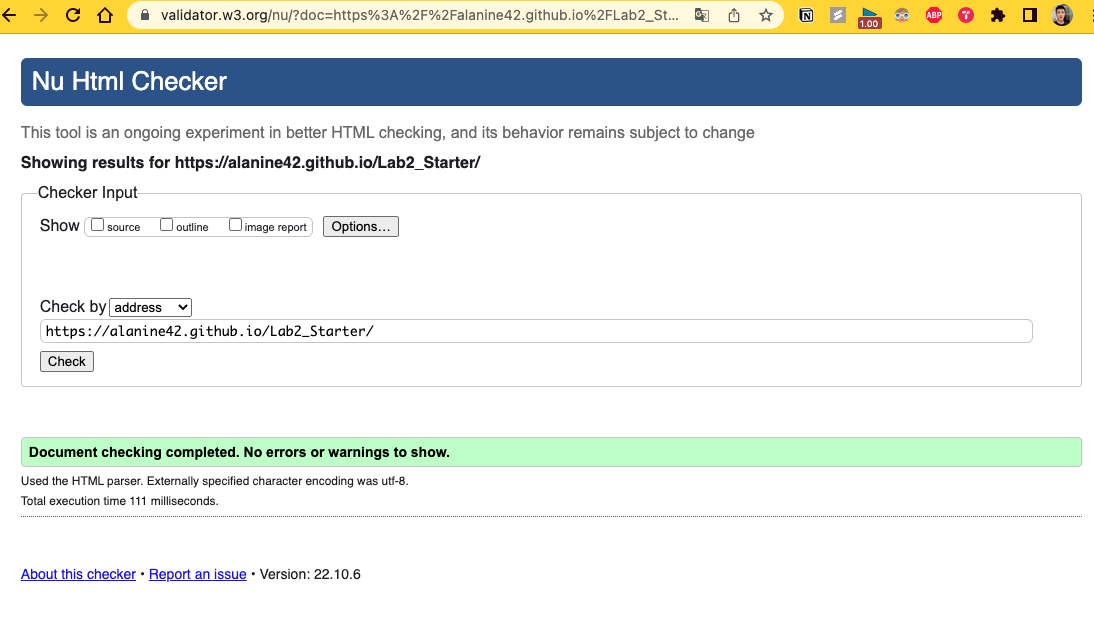 validator.w3.org/nu/?doc=https%3A%2F%2Falanine42.github.io%2FLab2_St...
1.00
ABP
Nu Html Checker
This tool is an ongoing experiment in better HTML checking, and its behavior remains subject to change
Showing results for https://alanine42.github.io/Lab2_Starter/
Checker Input
Show source outline image report Options...
Check by address
https://alanine42.github.io/Lab2_Starter/
Check
Document checking completed. No errors or warnings to show.
Used the HTML parser. Externally specified character encoding was utf-8.
Total execution time 111 milliseconds.
About this checker • Report an issue • Version: 22.10.6